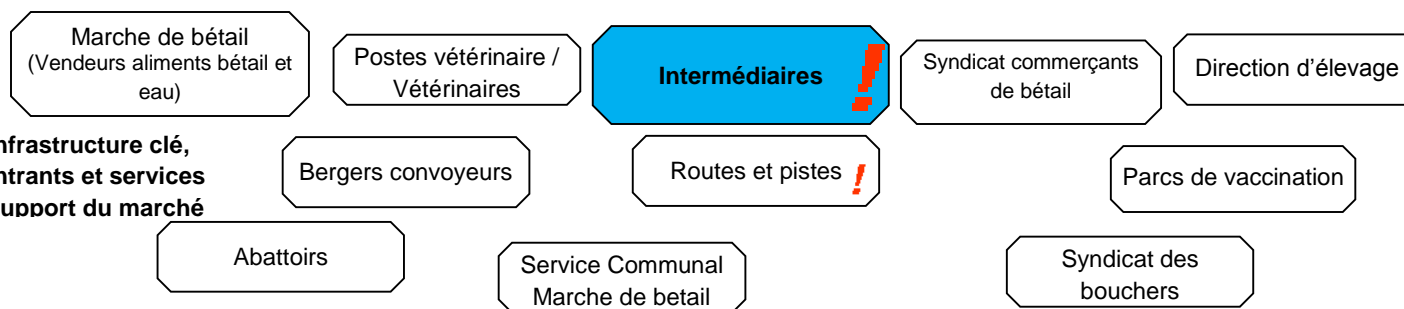 Marche de bétail
(Vendeurs aliments bétail et
eau)
Postes vétérinaire /
Vétérinaires
Intermédiaires
!
Syndicat commerçants
de bétail
Direction d'élevage
nfrastructure clé,
ntrants et services
upport du marché
Bergers convoyeurs
Routes et pistes
!
Parcs de vaccination
Abattoirs
Service Communal
Marche de betail
Syndicat des
bouchers